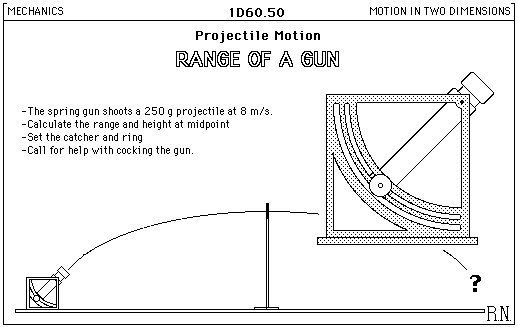 MECHANICS
1D60.50
MOTION IN TWO DIMENSIONS
Projectile Motion
RANGE OF A GUN
-The spring gun shoots a 250 g projectile at 8 m/s.
-Calculate the range and height at midpoint
-Set the catcher and ring
-Call for help with cocking the gun.
?
R.N.